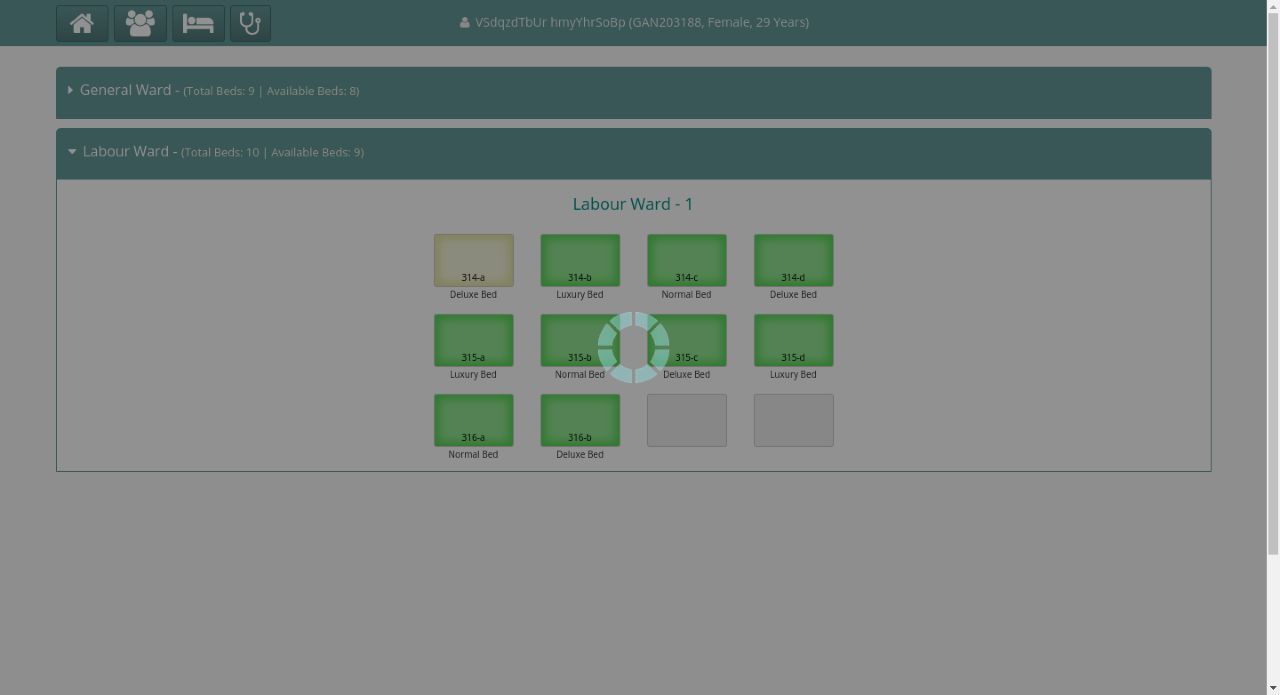 VSdqzdTbUr hmyYhrSoBp (GAN203188, Female, 29 Years)
General Ward - (Total Beds: 9 | Available Beds: 8)
Labour Ward - (Total Beds: 10 | Available Beds: 9)
Labour Ward - 1
314-a 314-b 314-c 314-d
Deluxe Bed Luxury Bed Normal Bed Deluxe Bed
315-a 315-b 315-c 315-d
Luxury Bed Normal Bed Deluxe Bed Luxury Bed
316-a 316-b
Normal Bed Deluxe Bed